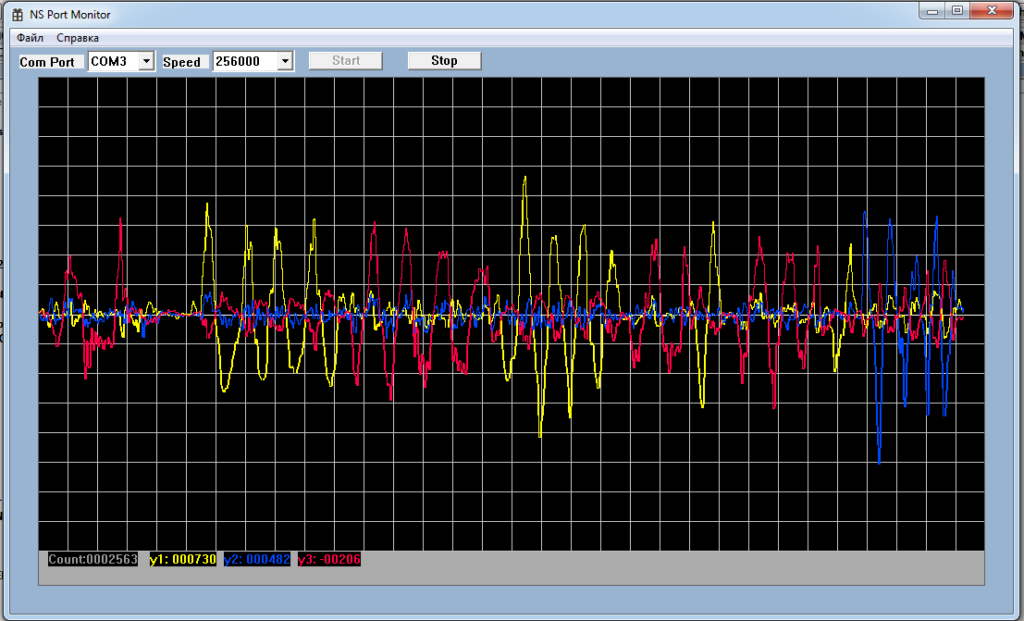 NS Port Monitor
Файл Справка
Com Port COM3 Speed 256000 Start Stop
Count:0002563 y1: 000730 y2: 000482 y3: -00206